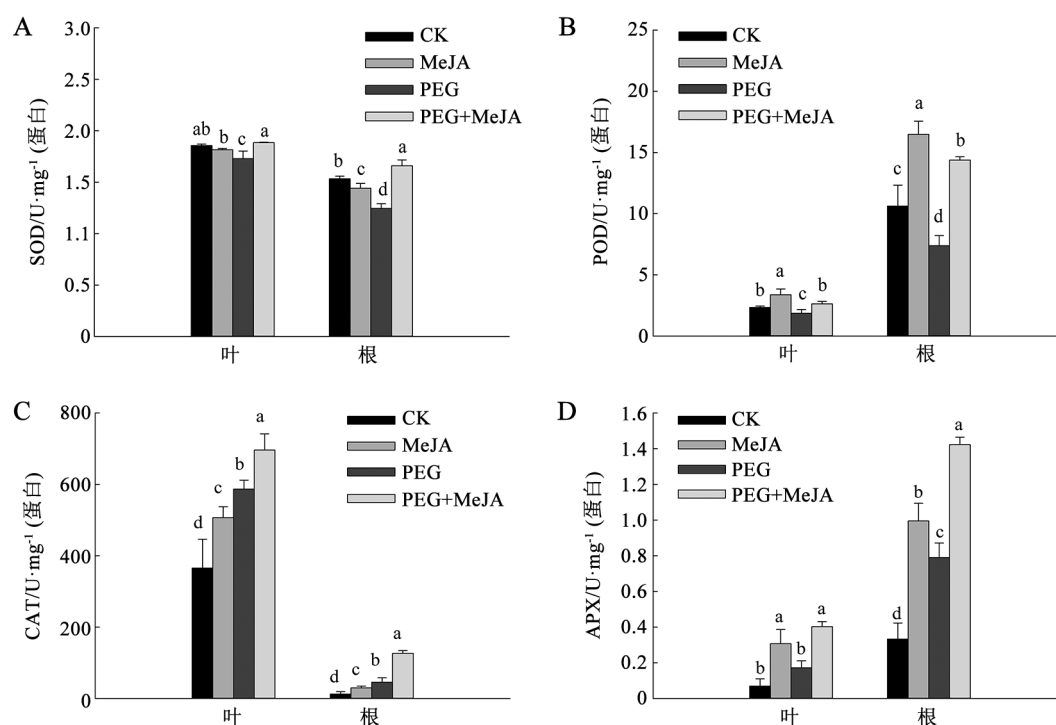 A
SOD/U·mg⁻¹ (蛋白)
3.0
2.5
2.0
1.5
1.1
0.5
0
CK
MeJA
PEG
PEG+MeJA
ab b c a
b c d a
叶 根
B
POD/U·mg⁻¹ (蛋白)
25
20
15
10
5
0
CK
MeJA
PEG
PEG+MeJA
b a c b
c a d b
叶 根
C
CAT/U·mg⁻¹ (蛋白)
800
600
400
200
0
CK
MeJA
PEG
PEG+MeJA
d c b a
d c b a
叶 根
D
APX/U·mg⁻¹ (蛋白)
1.6
1.4
1.2
1.0
0.8
0.6
0.4
0.2
0
CK
MeJA
PEG
PEG+MeJA
b a b a
d b c a
叶 根